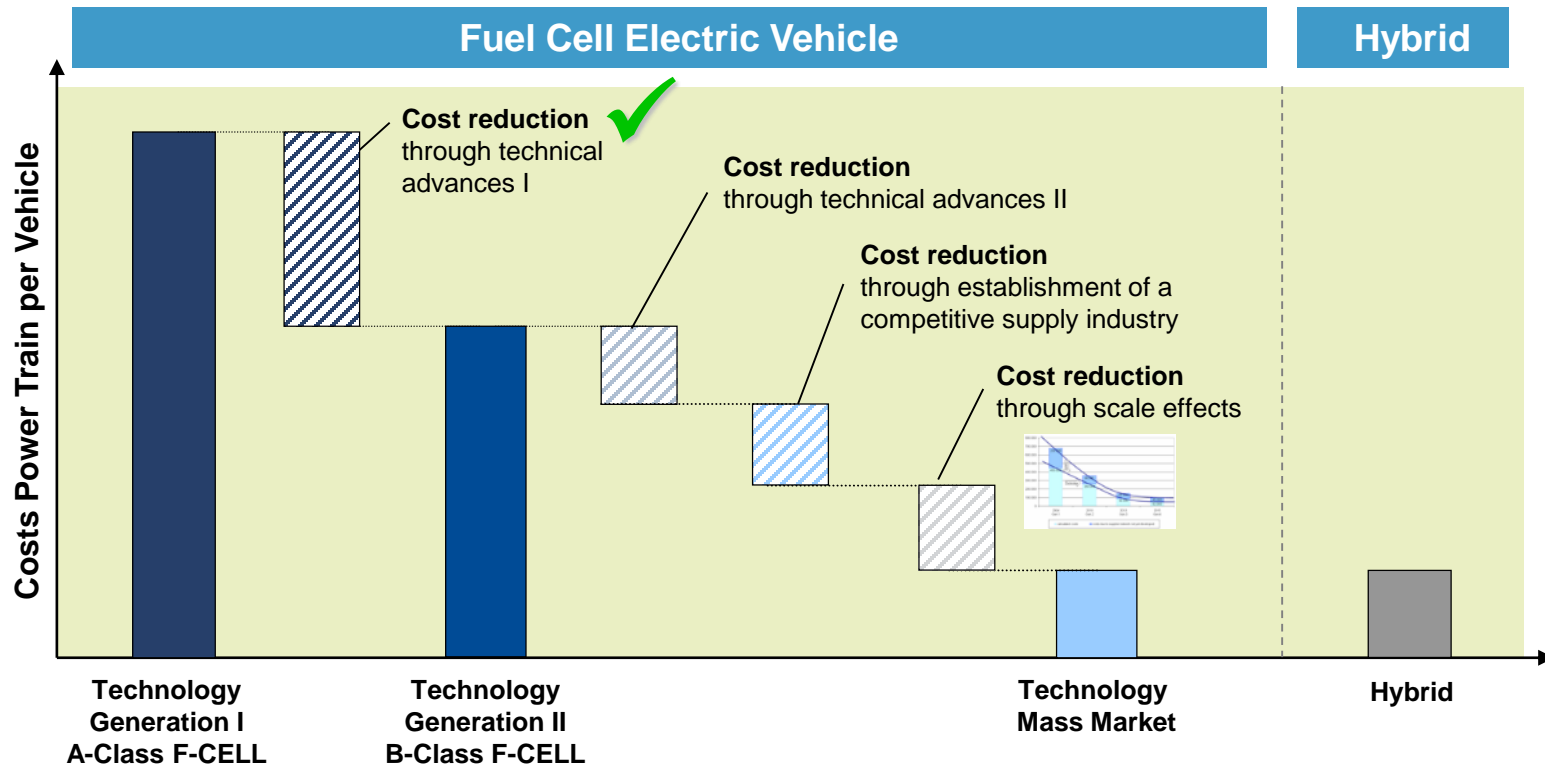 Fuel Cell Electric Vehicle
Hybrid
Costs Power Train per Vehicle
Cost reduction
through technical
advances I
Cost reduction
through technical advances II
Cost reduction
through establishment of a
competitive supply industry
Cost reduction
through scale effects
Technology
Generation I
A-Class F-CELL
Technology
Generation II
B-Class F-CELL
Technology
Mass Market
Hybrid